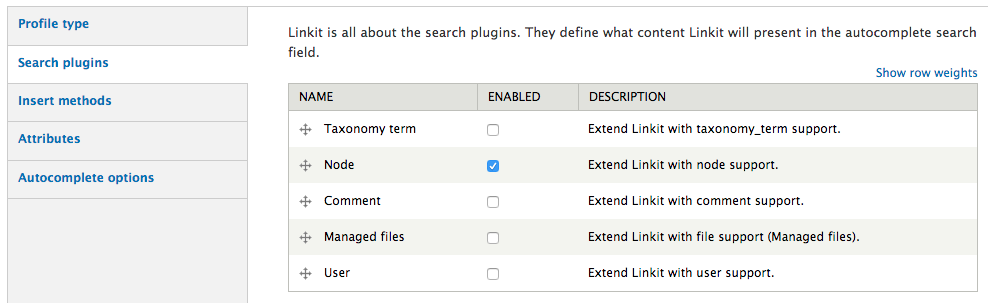 Profile type
Search plugins
Insert methods
Attributes
Autocomplete options
Linkit is all about the search plugins. They define what content Linkit will present in the autocomplete search
field.
Show row weights
NAME ENABLED DESCRIPTION
Taxonomy term Extend Linkit with taxonomy_term support.
Node Extend Linkit with node support.
Comment Extend Linkit with comment support.
Managed files Extend Linkit with file support (Managed files).
User Extend Linkit with user support.